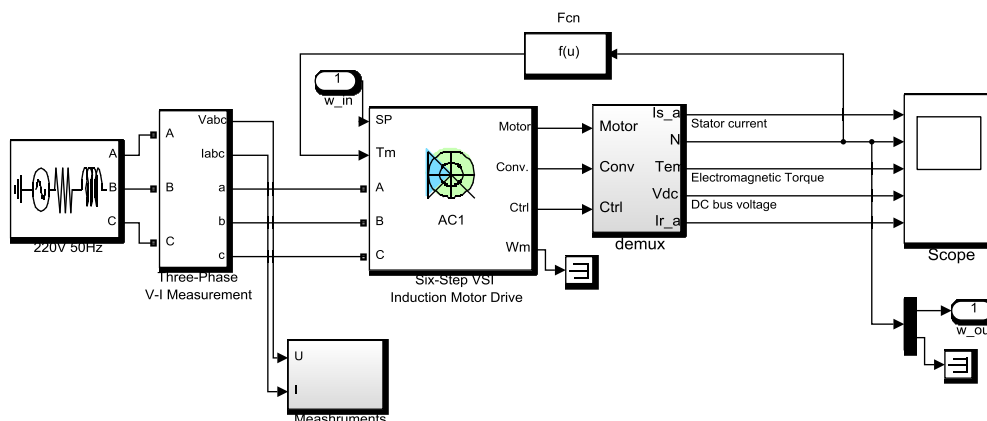 Fcn
f(u)
1
w_in
A
B
C
220V 50Hz
A
B
C
Vabc
Iabc
a
b
c
Three-Phase
V-I Measurement
SP
Tm
A
B
C
AC1
Motor
Conv.
Ctrl
Wm
Six-Step VSI
Induction Motor Drive
Motor
Conv
Ctrl
Is_a
N
Tem
Vdc
Ir_a
demux
Stator current
Electromagnetic Torque
DC bus voltage
Scope
1
w_ou
U
I
Meashruments